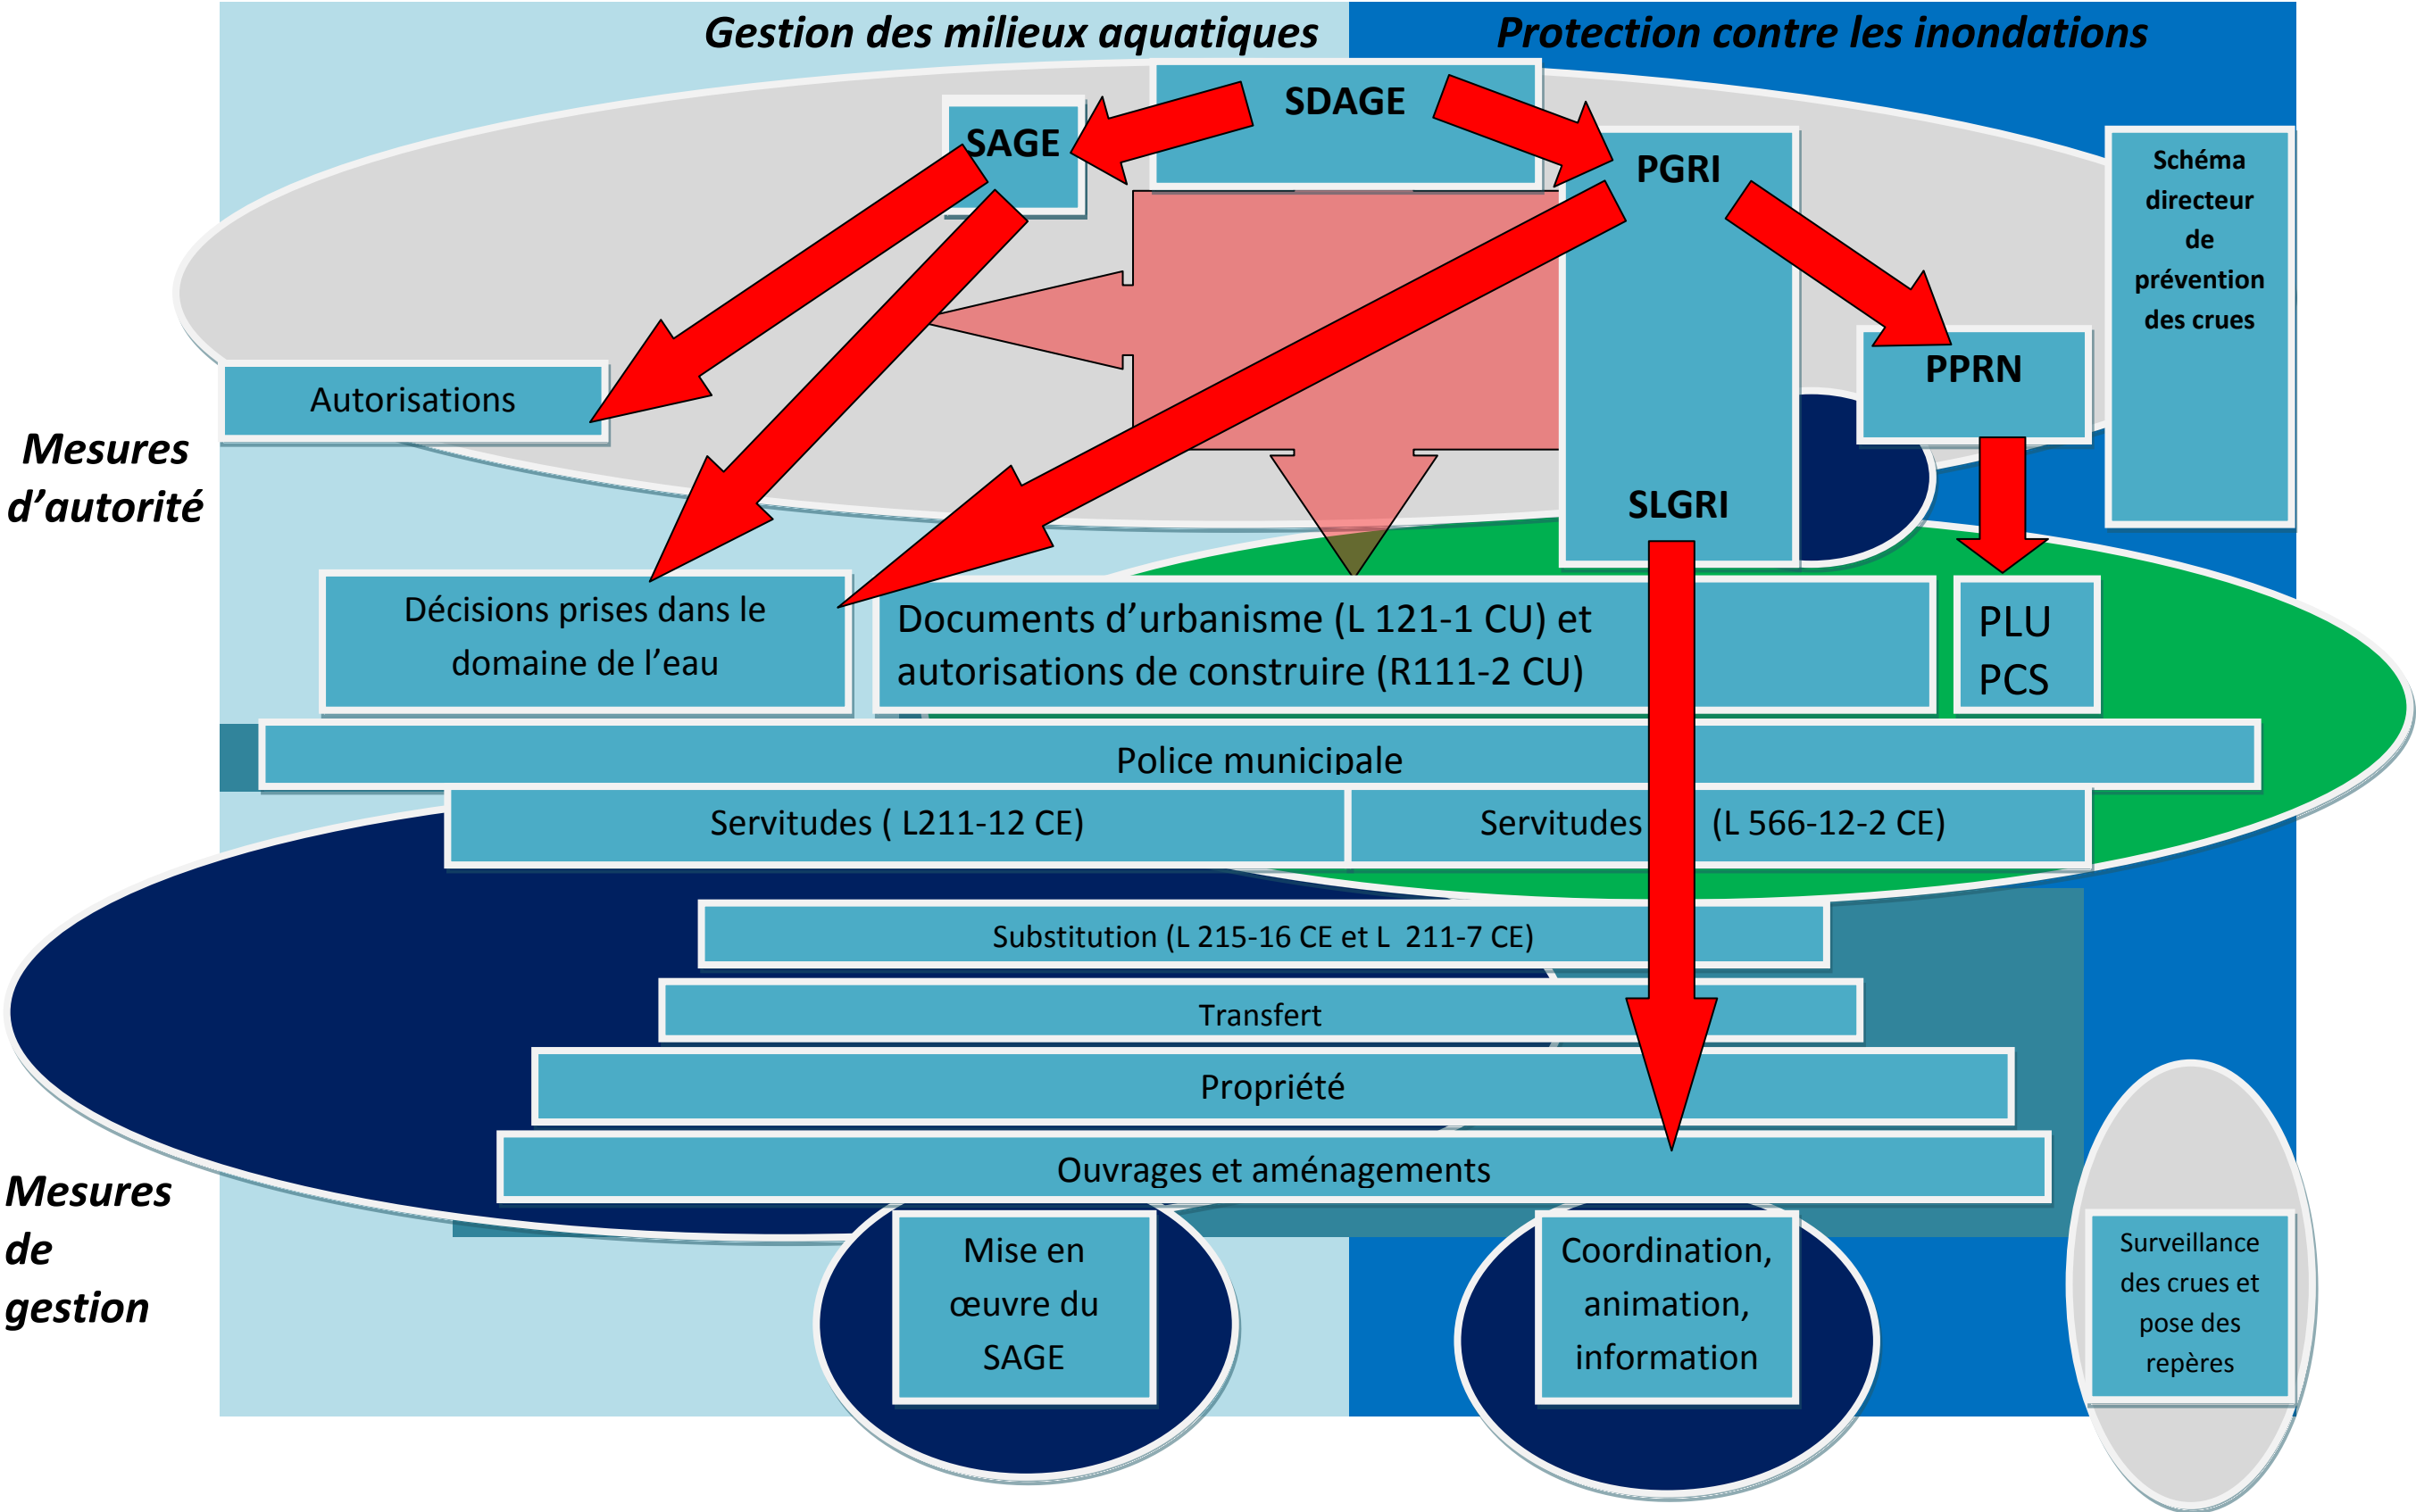 Gestion des milieux aquatiques
Protection contre les inondations
SDAGE
SAGE
PGRI
Schéma
directeur
de
prévention
des crues
PPRN
Autorisations
Mesures
d’autorité
SLGRI
Décisions prises dans le
domaine de l’eau
Documents d’urbanisme (L 121-1 CU) et
autorisations de construire (R111-2 CU)
PLU
PCS
Police municipale
Servitudes ( L211-12 CE)
Servitudes (L 566-12-2 CE)
Substitution (L 215-16 CE et L 211-7 CE)
Transfert
Propriété
Ouvrages et aménagements
Mesures
de
gestion
Mise en
œuvre du
SAGE
Coordination,
animation,
information
Surveillance
des crues et
pose des
repères